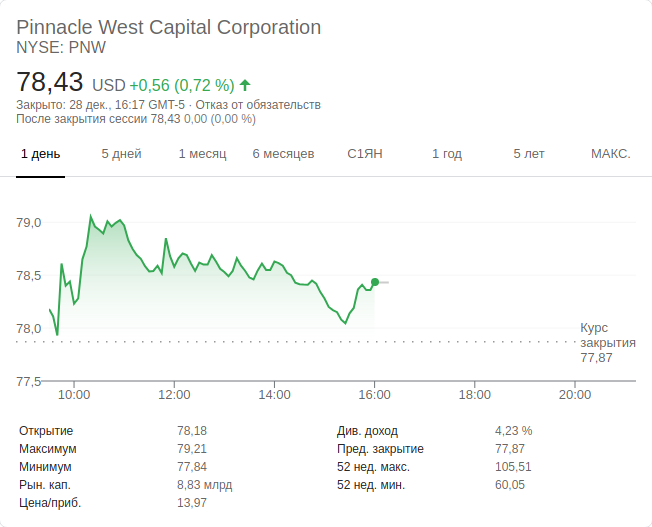 Pinnacle West Capital Corporation
NYSE: PNW
78,43 USD +0,56 (0,72 %)
Закрыто: 28 дек., 16:17 GMT-5 · Отказ от обязательств
После закрытия сессии 78,43 0,00 (0,00 %)
1 день 5 дней 1 месяц 6 месяцев С1ЯН 1 год 5 лет МАКС.
79,0
78,5
78,0
Курс
закрытия
77,87
77,5
10:00 12:00 14:00 16:00 18:00 20:00
Открытие 78,18 Див. доход 4,23 %
Максимум 79,21 Пред. закрытие 77,87
Минимум 77,84 52 нед. макс. 105,51
Рын. кап. 8,83 млрд 52 нед. мин. 60,05
Цена/приб. 13,97